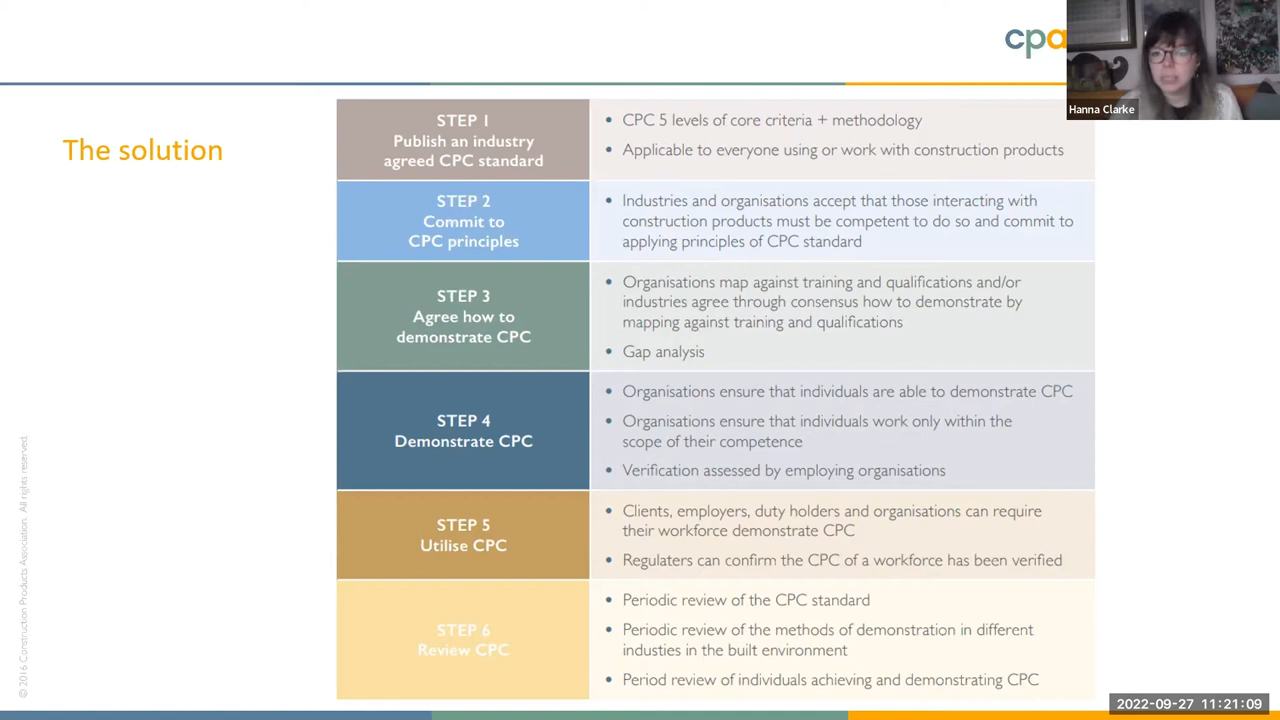 cpa
Hanna Clarke
The solution
STEP 1
Publish an industry
agreed CPC standard
• CPC 5 levels of core criteria + methodology
• Applicable to everyone using or work with construction products
STEP 2
Commit to
CPC principles
• Industries and organisations accept that those interacting with
construction products must be competent to do so and commit to
applying principles of CPC standard
STEP 3
Agree how to
demonstrate CPC
• Organisations map against training and qualifications and/or
industries agree through consensus how to demonstrate by
mapping against training and qualifications
• Gap analysis
STEP 4
Demonstrate CPC
• Organisations ensure that individuals are able to demonstrate CPC
• Organisations ensure that individuals work only within the
scope of their competence
• Verification assessed by employing organisations
STEP 5
Utilise CPC
• Clients, employers, duty holders and organisations can require
their workforce demonstrate CPC
• Regulaters can confirm the CPC of a workforce has been verified
STEP 6
Review CPC
• Periodic review of the CPC standard
• Periodic review of the methods of demonstration in different
industies in the built environment
• Period review of individuals achieving and demonstrating CPC
© 2016 Construction Products Association. All rights reserved.
2022-09-27 11:21:09